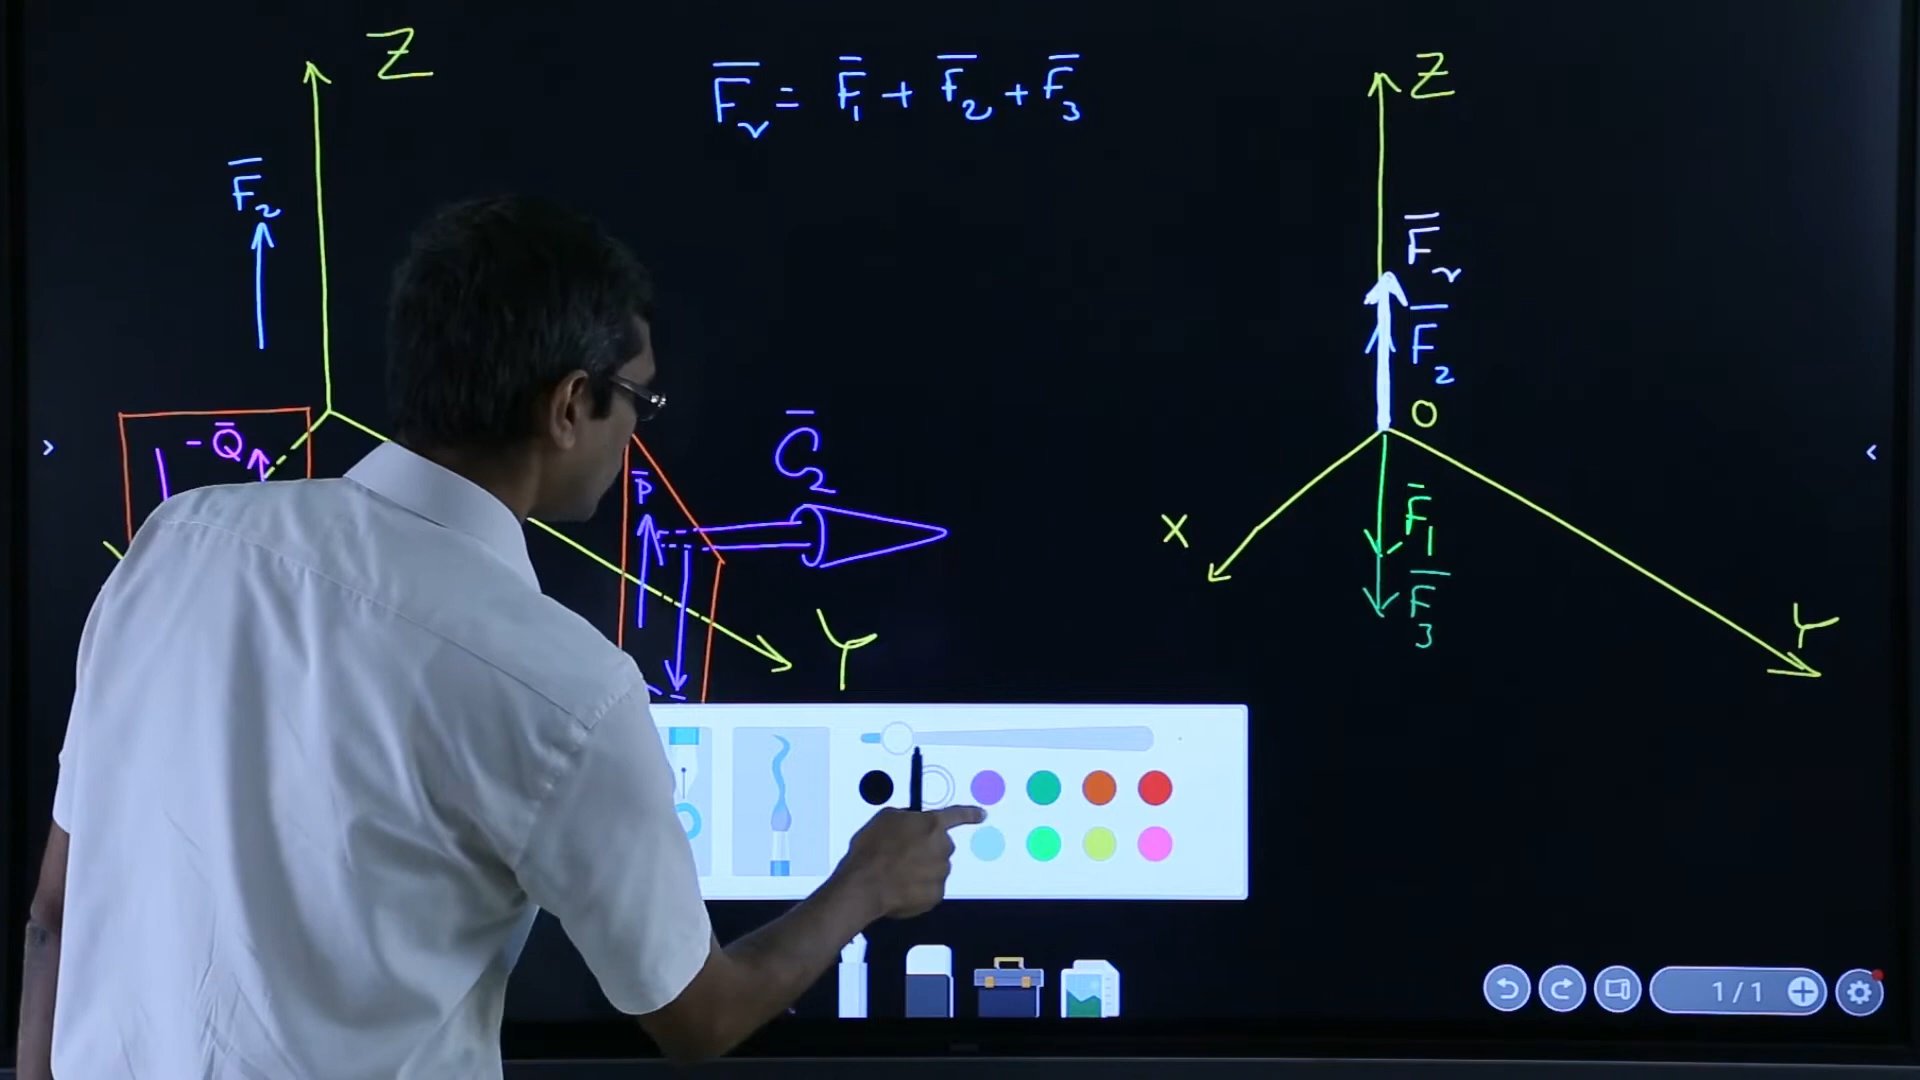 Z
F̅ᵣ = F̅₁ + F̅₂ + F̅₃
Z
F̅₂
F̅ᵣ
F̅₂
O
-Q̅
C̅₂
P̅
F̅₁
X
F̅₃
Y
Y
1/1